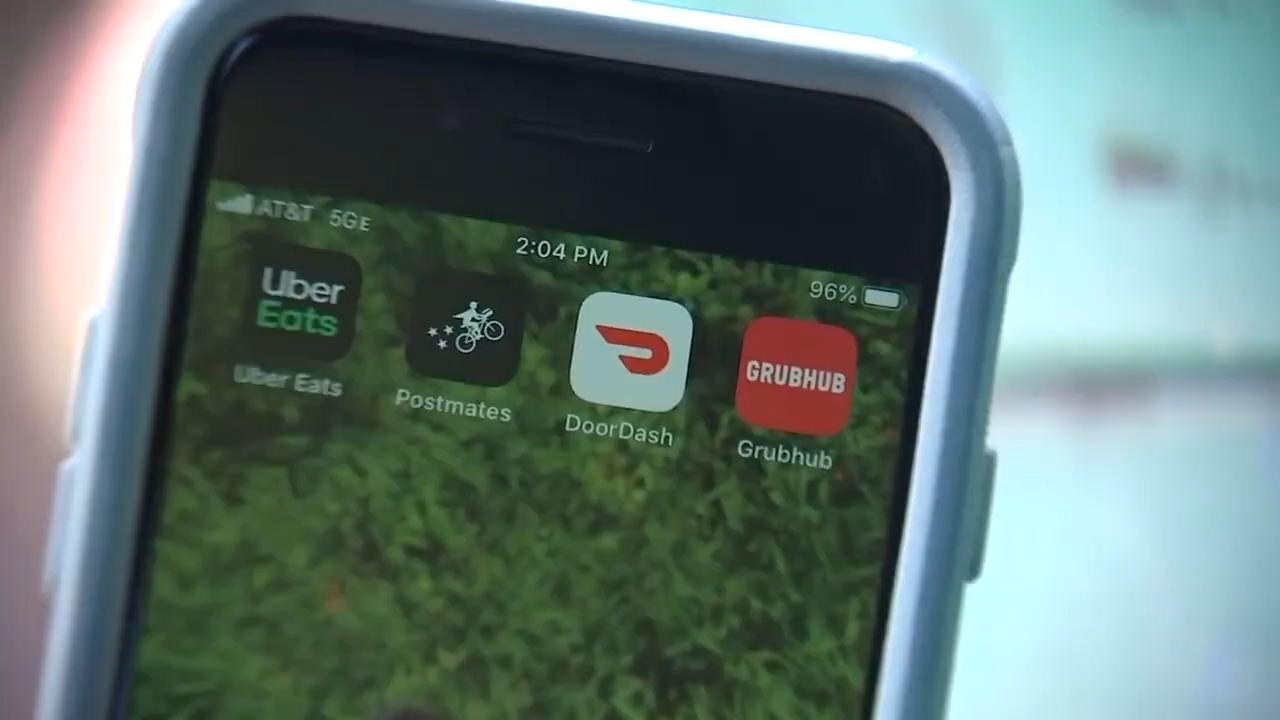 AT&T 5GE
2:04 PM
96%
Uber
Eats
GRUBHUB
Uber Eats
Postmates
DoorDash
Grubhub